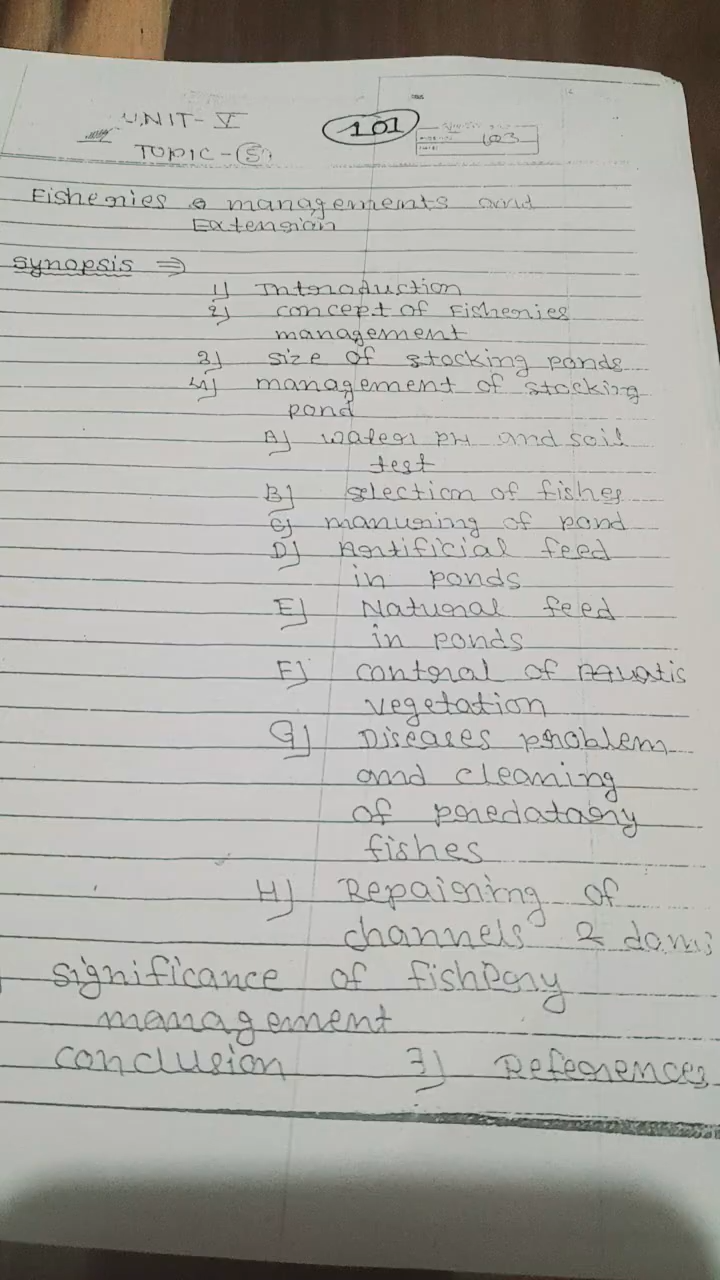 UNIT-V
101
103
TOPIC-(5)
Fisheries managements and
Extension
Synopsis ⇒
1) Introduction
2) concept of Fisheries
management
3) size of stocking ponds
4) management of stocking
pond
A) water PH and soil
test
B) selection of fishes
C) manuring of pond
D) Artificial feed
in ponds
E) Natural feed
in ponds
F) control of Aquatic
vegetation
G) Diseases problem
and cleaning
of predatory
fishes
H) Repairing of
channels & dams
significance of fishery
management
conclusion 7) References